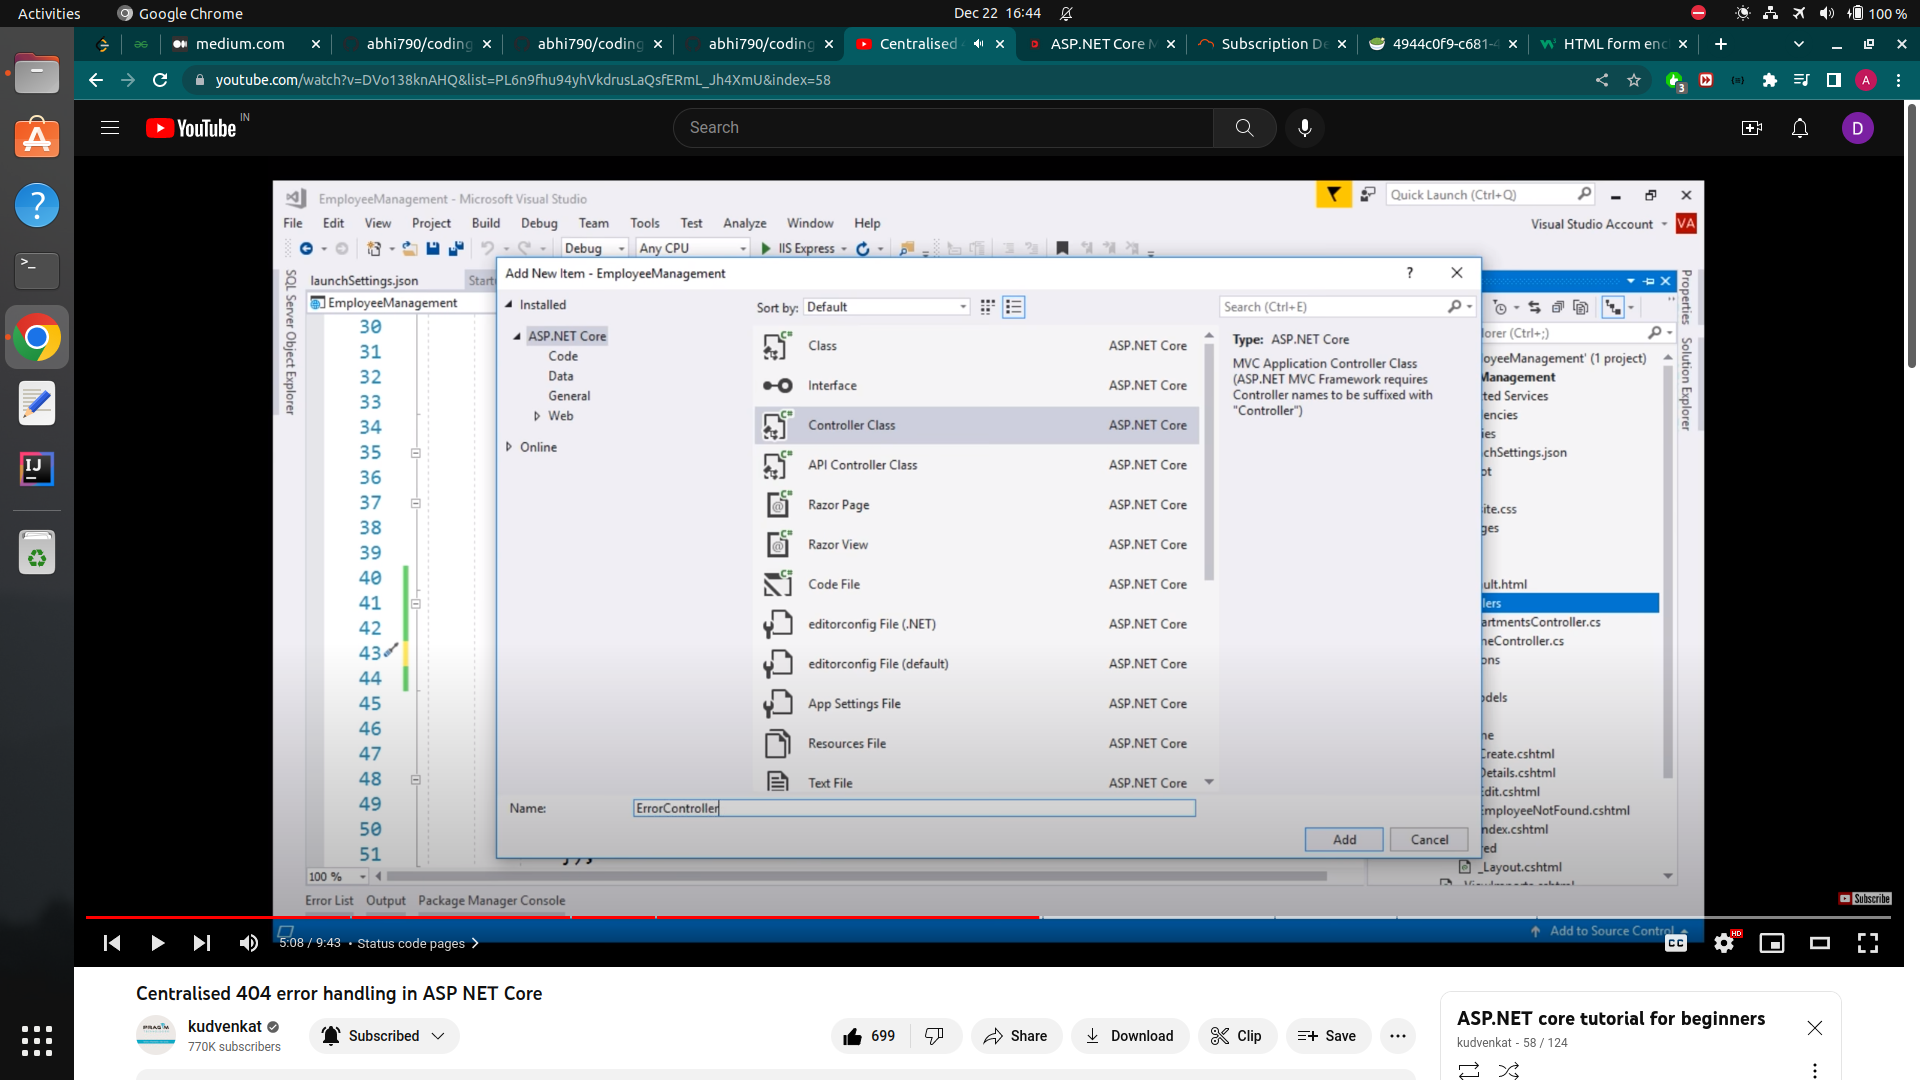 Activities
Google Chrome
Dec 22 16:44
100 %
medium.com
abhi790/coding
abhi790/coding
abhi790/coding
Centralised
ASP.NET Core M
Subscription De
4944c0f9-c681-4
HTML form enc
youtube.com/watch?v=DVo138knAHQ&list=PL6n9fhu94yhVkdrusLaQsfERmL_Jh4XmU&index=58
3
A
YouTube
IN
Search
D
EmployeeManagement - Microsoft Visual Studio
Quick Launch (Ctrl+Q)
File Edit View Project Build Debug Team Tools Test Analyze Window Help
Visual Studio Account
VA
Debug
Any CPU
IIS Express
SQL Server Object Explorer
launchSettings.json
Start
EmployeeManagement
30
31
32
33
34
35
36
37
38
39
40
41
42
43
44
45
46
47
48
49
50
51
100 %
Add New Item - EmployeeManagement
?
Installed
ASP.NET Core
Code
Data
General
Web
Online
Sort by: Default
Search (Ctrl+E)
Class ASP.NET Core
Interface ASP.NET Core
Controller Class ASP.NET Core
API Controller Class ASP.NET Core
Razor Page ASP.NET Core
Razor View ASP.NET Core
Code File ASP.NET Core
editorconfig File (.NET) ASP.NET Core
editorconfig File (default) ASP.NET Core
App Settings File ASP.NET Core
Resources File ASP.NET Core
Text File ASP.NET Core
Type: ASP.NET Core
MVC Application Controller Class
(ASP.NET MVC Framework requires
Controller names to be suffixed with
"Controller")
Name: ErrorController
Add
Cancel
Properties
Solution Explorer
lorer (Ctrl+;)
loyeeManagement' (1 project)
Management
ted Services
encies
ies
chSettings.json
ot
site.css
ges
ult.html
lers
artmentsController.cs
neController.cs
ons
odels
me
Create.cshtml
Details.cshtml
Edit.cshtml
EmployeeNotFound.cshtml
ndex.cshtml
red
_Layout.cshtml
_ViewImports.cshtml
Error List Output Package Manager Console
Add to Source Control
Subscribe
5:08 / 9:43 • Status code pages
CC
HD
Centralised 404 error handling in ASP NET Core
PRAGIM
kudvenkat
770K subscribers
Subscribed
699
Share
Download
Clip
Save
ASP.NET core tutorial for beginners
kudvenkat - 58 / 124
IJ